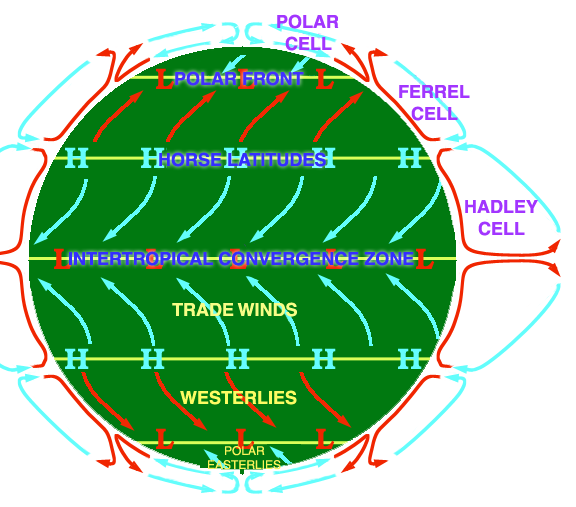 POLAR
CELL
L POLAR FRONT L L
FERREL
CELL
H H HORSE LATITUDES H H
HADLEY
CELL
L INTERTROPICAL CONVERGENCE ZONE L L L L
TRADE WINDS
H H H H H
WESTERLIES
L L L
POLAR
EASTERLIES